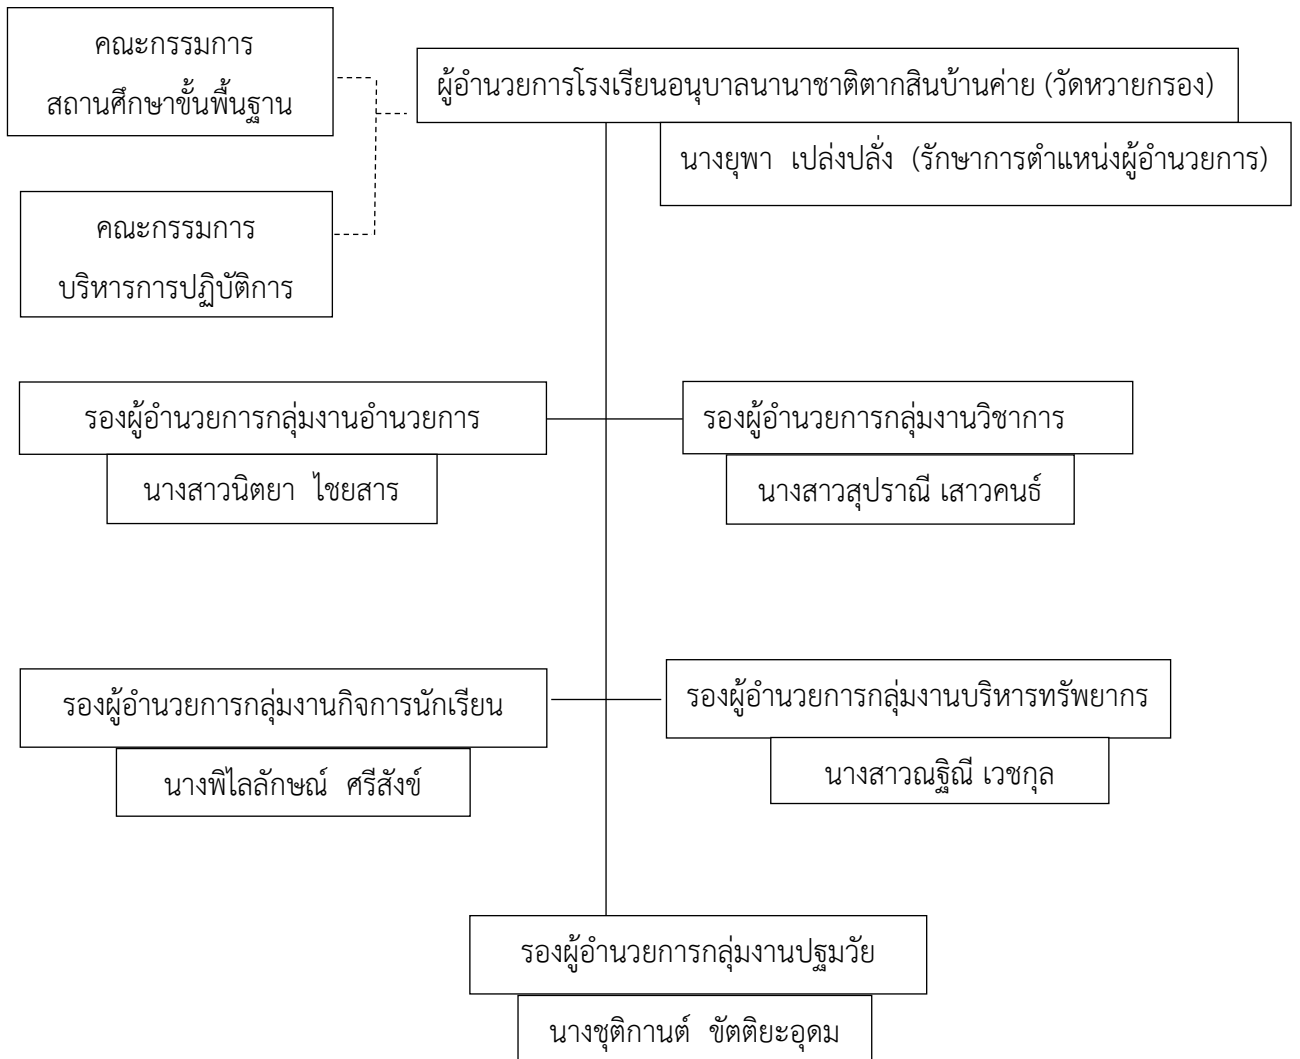 คณะกรรมการ
สถานศึกษาขั้นพื้นฐาน
ผู้อำนวยการโรงเรียนอนุบาลนานาชาติตากสินบ้านค่าย (วัดหวายกรอง)
นางยุพา เปล่งปลั่ง (รักษาการตำแหน่งผู้อำนวยการ)
คณะกรรมการ
บริหารการปฏิบัติการ
รองผู้อำนวยการกลุ่มงานอำนวยการ
นางสาวนิตยา ไชยสาร
รองผู้อำนวยการกลุ่มงานวิชาการ
นางสาวสุปราณี เสาวคนธ์
รองผู้อำนวยการกลุ่มงานกิจการนักเรียน
นางพิไลลักษณ์ ศรีสังข์
รองผู้อำนวยการกลุ่มงานบริหารทรัพยากร
นางสาวณฐิณี เวชกุล
รองผู้อำนวยการกลุ่มงานปฐมวัย
นางชุติกานต์ ขัตติยะอุดม